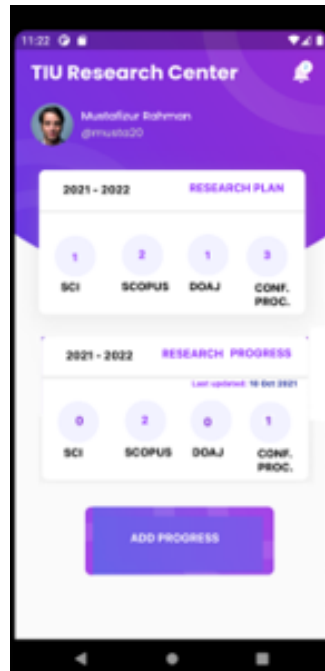 11:22
TIU Research Center
Mustafizur Rahman
@musta20
2021 - 2022 RESEARCH PLAN
1 2 1 3
SCI SCOPUS DOAJ CONF. PROC.
2021 - 2022 RESEARCH PROGRESS
Last updated: 10 Oct 2021
0 2 0 1
SCI SCOPUS DOAJ CONF. PROC.
ADD PROGRESS